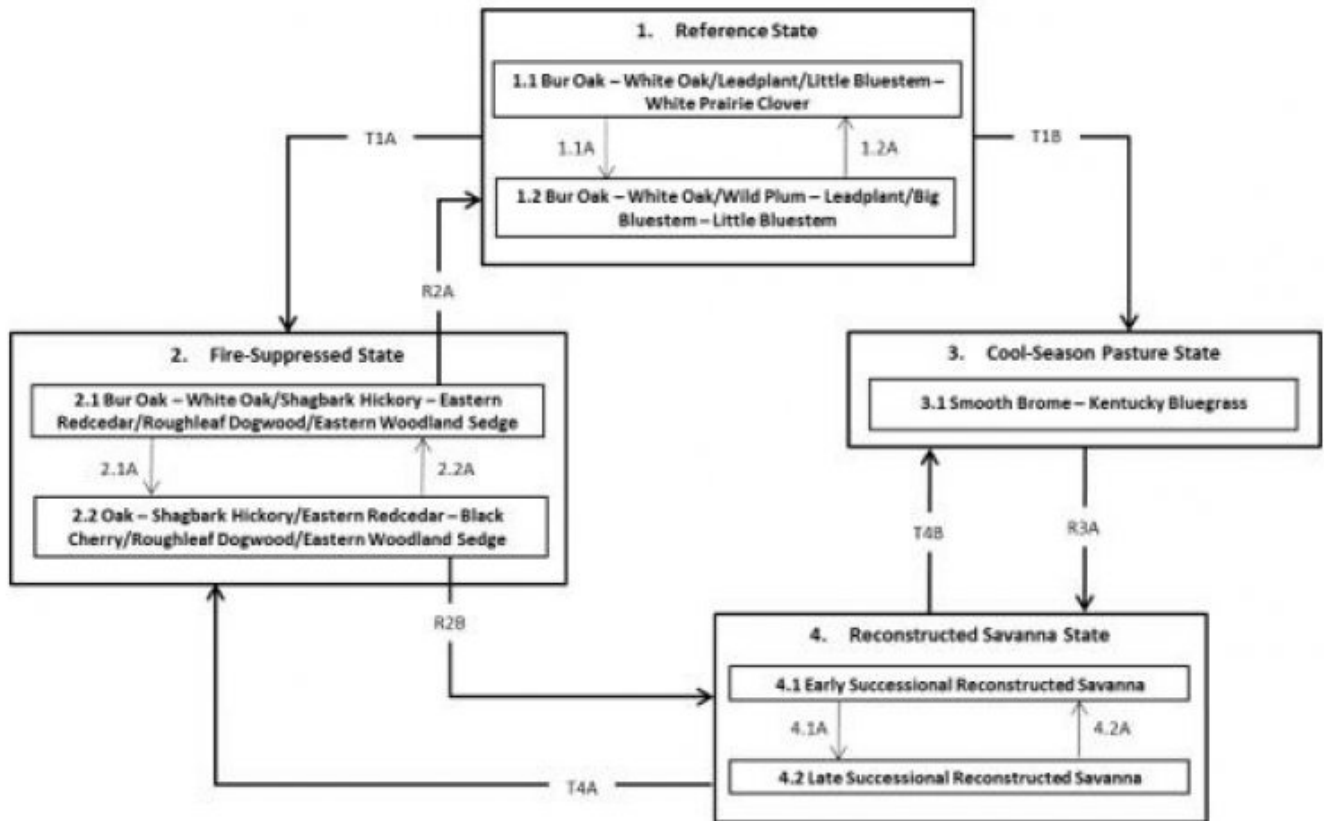 1. Reference State
1.1 Bur Oak – White Oak/Leadplant/Little Bluestem –
White Prairie Clover
1.1A
1.2A
1.2 Bur Oak – White Oak/Wild Plum – Leadplant/Big
Bluestem – Little Bluestem
T1A
T1B
R2A
2. Fire-Suppressed State
2.1 Bur Oak – White Oak/Shagbark Hickory – Eastern
Redcedar/Roughleaf Dogwood/Eastern Woodland Sedge
2.1A
2.2A
2.2 Oak – Shagbark Hickory/Eastern Redcedar – Black
Cherry/Roughleaf Dogwood/Eastern Woodland Sedge
3. Cool-Season Pasture State
3.1 Smooth Brome – Kentucky Bluegrass
T4B
R3A
R2B
4. Reconstructed Savanna State
4.1 Early Successional Reconstructed Savanna
4.1A
4.2A
4.2 Late Successional Reconstructed Savanna
T4A